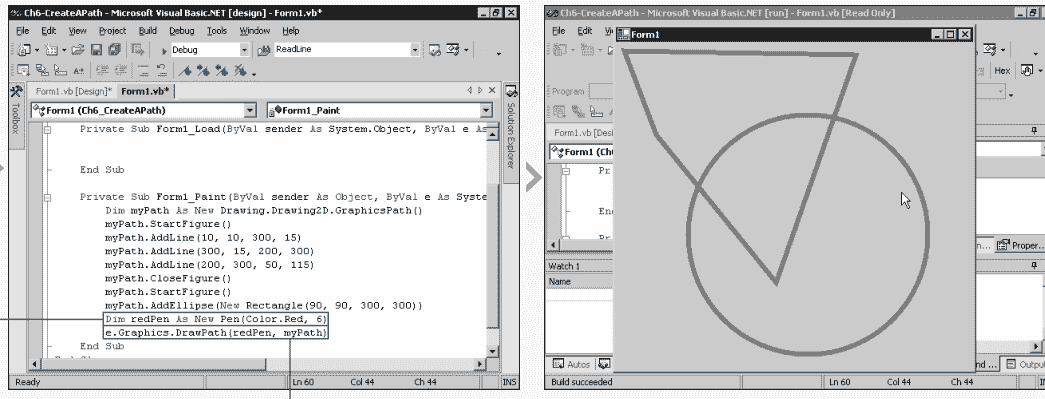 Ch6-CreateAPath - Microsoft Visual Basic.NET [design] - Form1.vb*
File Edit View Project Build Debug Tools Window Help
Debug ReadLine
Form1.vb [Design]* Form1.vb*
Form1 (Ch6_CreateAPath) Form1_Paint
Toolbox
Solution Explorer
Private Sub Form1_Load(ByVal sender As System.Object, ByVal e As
End Sub
Private Sub Form1_Paint(ByVal sender As Object, ByVal e As Syste
Dim myPath As New Drawing.Drawing2D.GraphicsPath()
myPath.StartFigure()
myPath.AddLine(10, 10, 300, 15)
myPath.AddLine(300, 15, 200, 300)
myPath.AddLine(200, 300, 50, 115)
myPath.CloseFigure()
myPath.StartFigure()
myPath.AddEllipse(New Rectangle(90, 90, 300, 300))
Dim redPen As New Pen(Color.Red, 6)
e.Graphics.DrawPath(redPen, myPath)
End Sub
Ready Ln 60 Col 44 Ch 44 INS
Ch6-CreateAPath - Microsoft Visual Basic.NET [run] - Form1.vb [Read Only]
File Edit Vi
Form1
Hex
Program
Form1.vb [Desi
Form1 (Ch
Pr
En
Pr
n... Proper...
Watch 1
Name
Autos
nd ... Outpu
Build succeeded Ln 60 Col 44 Ch 44